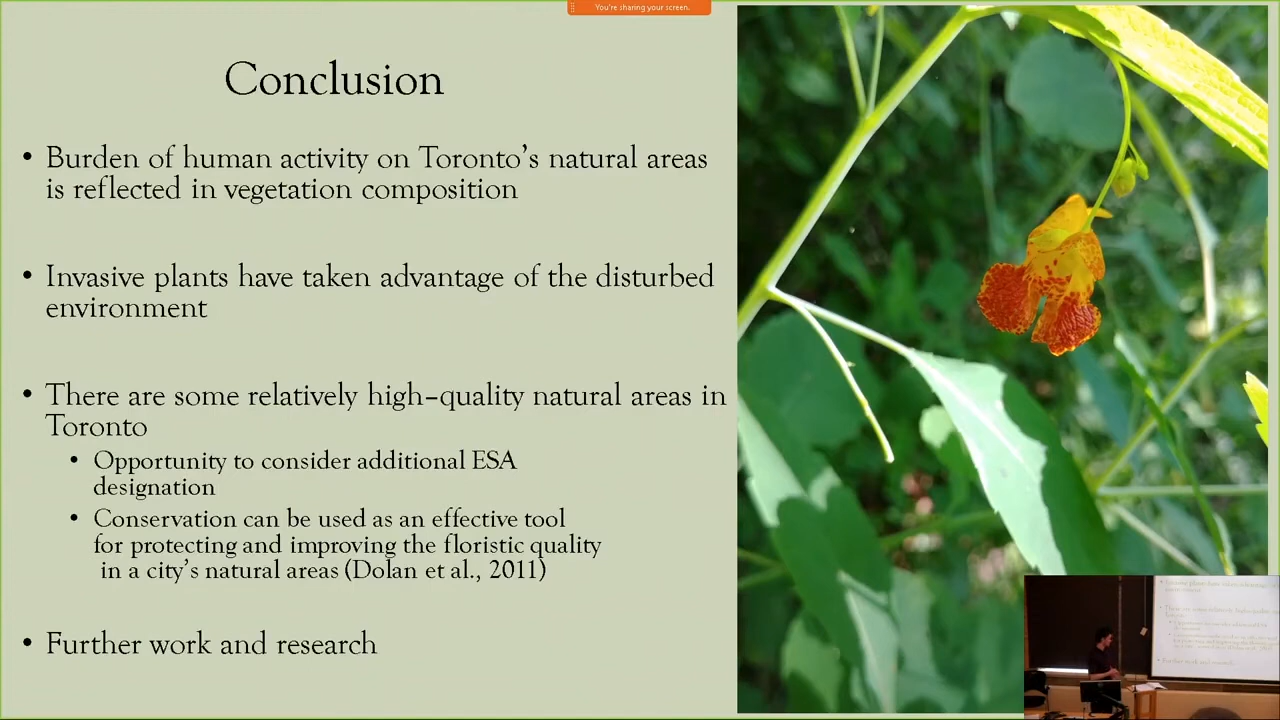 You're sharing your screen.
Conclusion
• Burden of human activity on Toronto's natural areas
is reflected in vegetation composition
• Invasive plants have taken advantage of the disturbed
environment
• There are some relatively high-quality natural areas in
Toronto
• Opportunity to consider additional ESA
designation
• Conservation can be used as an effective tool
for protecting and improving the floristic quality
in a city's natural areas (Dolan et al., 2011)
• Further work and research